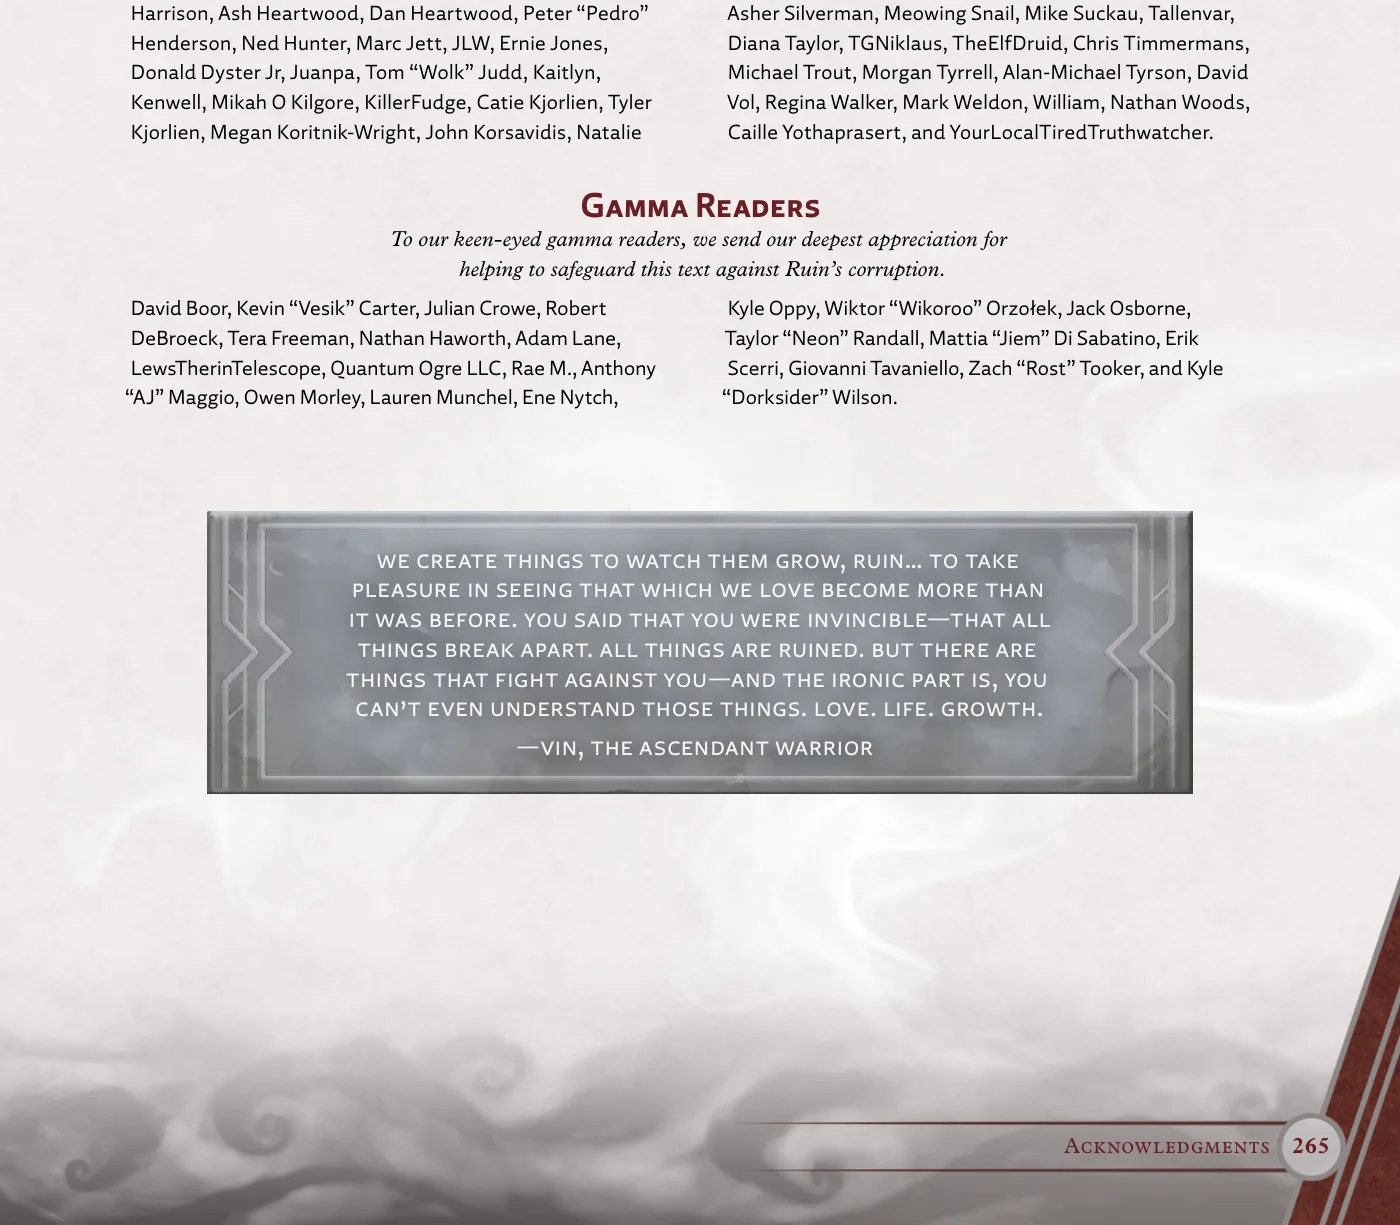 Harrison, Ash Heartwood, Dan Heartwood, Peter “Pedro”
Henderson, Ned Hunter, Marc Jett, JLW, Ernie Jones,
Donald Dyster Jr, Juanpa, Tom “Wolk” Judd, Kaitlyn,
Kenwell, Mikah O Kilgore, KillerFudge, Catie Kjorlien, Tyler
Kjorlien, Megan Koritnik-Wright, John Korsavidis, Natalie
Asher Silverman, Meowing Snail, Mike Suckau, Tallenvar,
Diana Taylor, TGNiklaus, TheElfDruid, Chris Timmermans,
Michael Trout, Morgan Tyrrell, Alan-Michael Tyrson, David
Vol, Regina Walker, Mark Weldon, William, Nathan Woods,
Caille Yothaprasert, and YourLocalTiredTruthwatcher.
Gamma Readers
To our keen-eyed gamma readers, we send our deepest appreciation for
helping to safeguard this text against Ruin’s corruption.
David Boor, Kevin “Vesik” Carter, Julian Crowe, Robert
DeBroeck, Tera Freeman, Nathan Haworth, Adam Lane,
LewsTherinTelescope, Quantum Ogre LLC, Rae M., Anthony
“AJ” Maggio, Owen Morley, Lauren Munchel, Ene Nytch,
Kyle Oppy, Wiktor “Wikoroo” Orzołek, Jack Osborne,
Taylor “Neon” Randall, Mattia “Jiem” Di Sabatino, Erik
Scerri, Giovanni Tavaniello, Zach “Rost” Tooker, and Kyle
“Dorksider” Wilson.
WE CREATE THINGS TO WATCH THEM GROW, RUIN... TO TAKE
PLEASURE IN SEEING THAT WHICH WE LOVE BECOME MORE THAN
IT WAS BEFORE. YOU SAID THAT YOU WERE INVINCIBLE—THAT ALL
THINGS BREAK APART. ALL THINGS ARE RUINED. BUT THERE ARE
THINGS THAT FIGHT AGAINST YOU—AND THE IRONIC PART IS, YOU
CAN’T EVEN UNDERSTAND THOSE THINGS. LOVE. LIFE. GROWTH.
—VIN, THE ASCENDANT WARRIOR
Acknowledgments 265